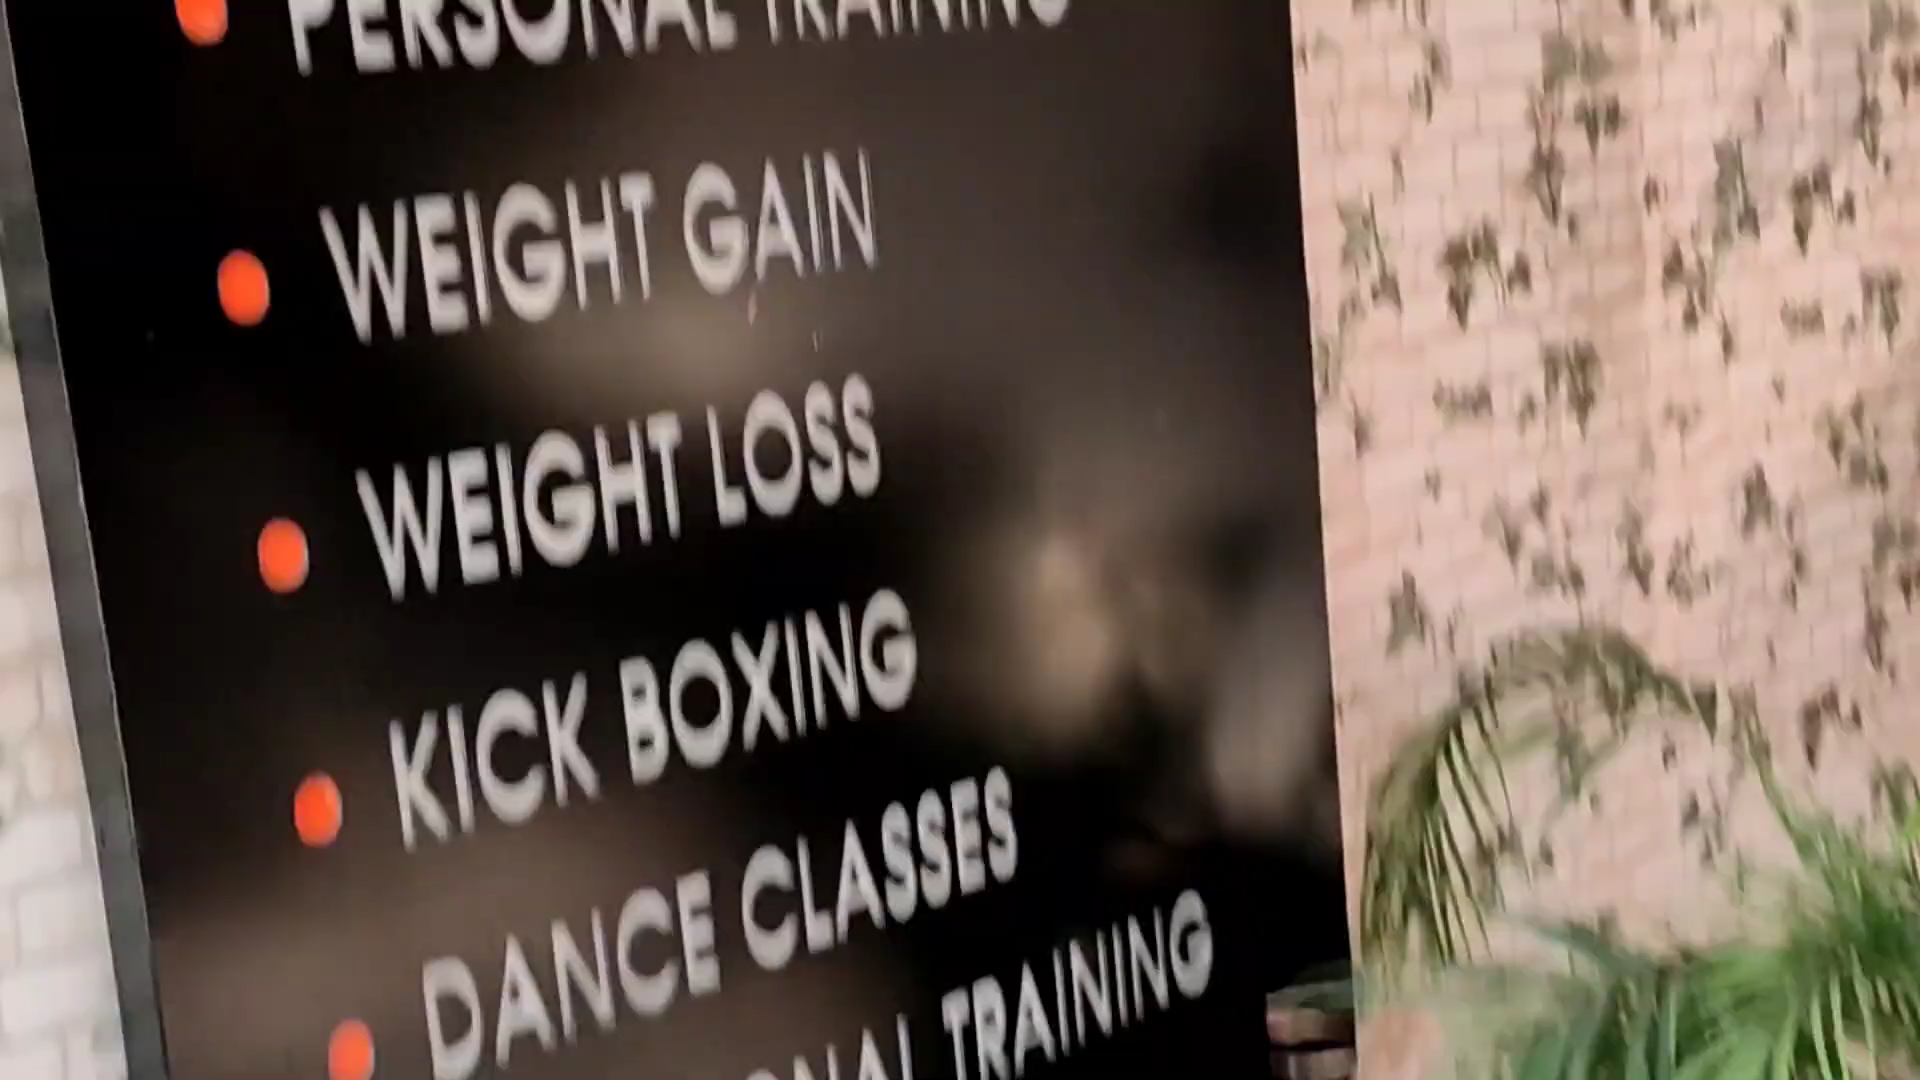 PERSONAL TRAINING
WEIGHT GAIN
WEIGHT LOSS
KICK BOXING
DANCE CLASSES
TRAINING